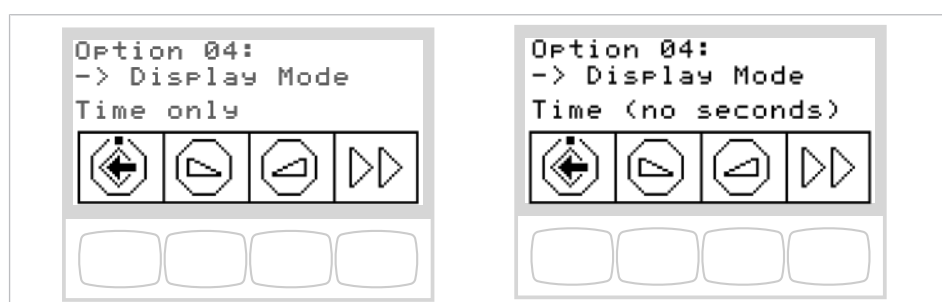 Option 04:
-> Display Mode
Time only
Option 04:
-> Display Mode
Time (no seconds)